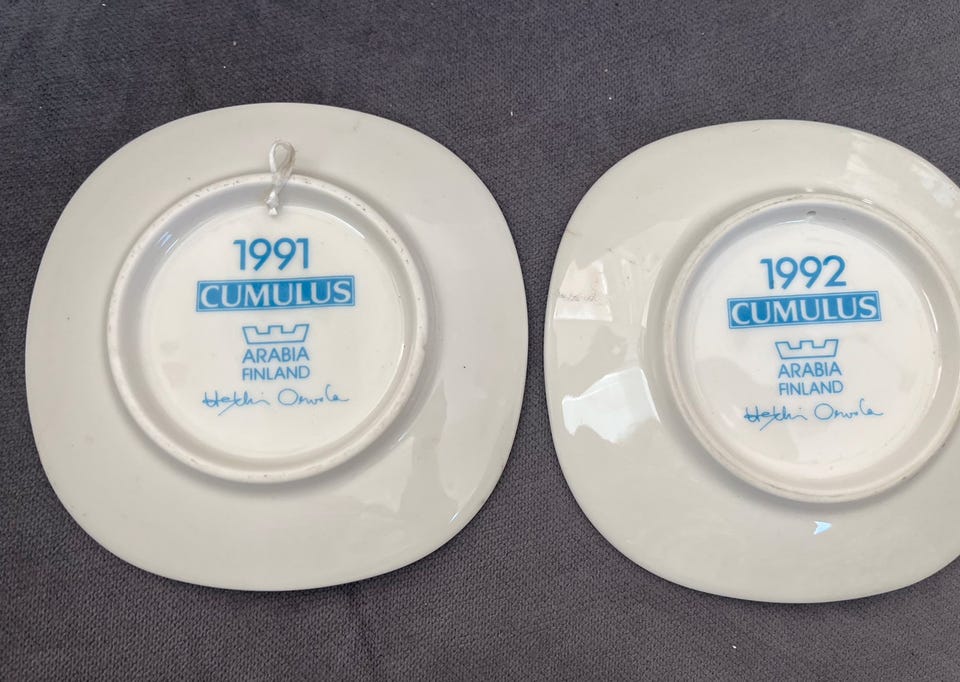 1991
CUMULUS
ARABIA
FINLAND
Heikki Orvola
1992
CUMULUS
ARABIA
FINLAND
Heikki Orvola